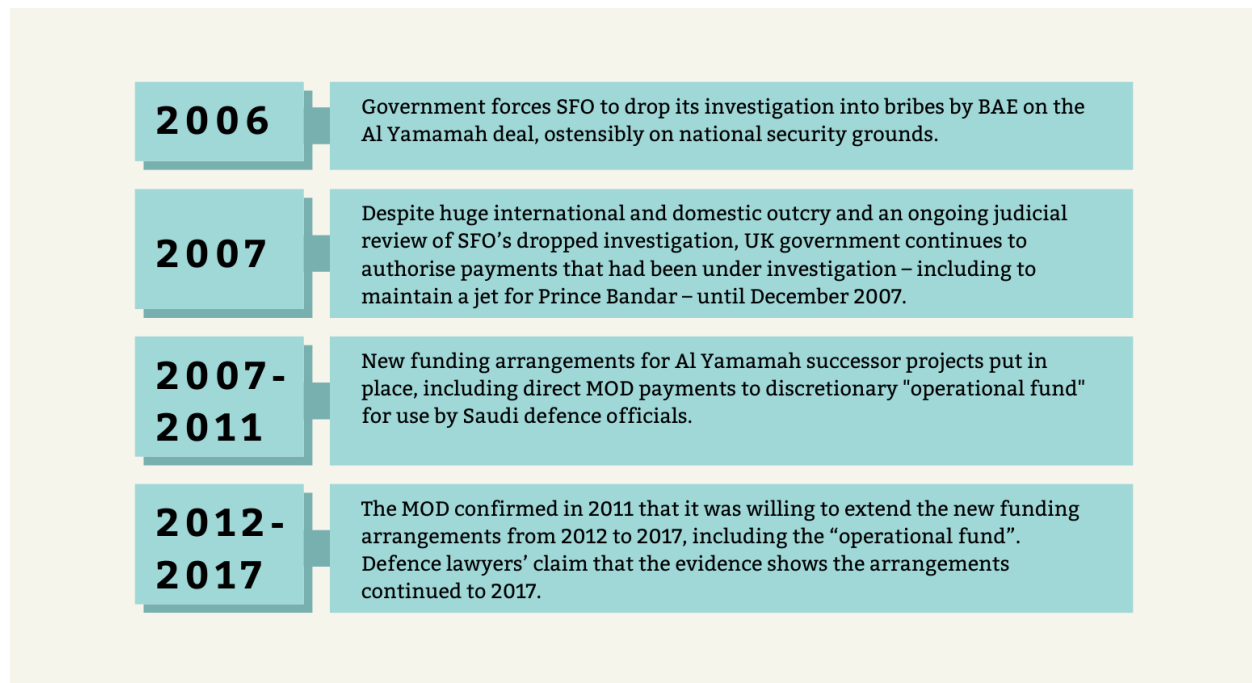 2006
Government forces SFO to drop its investigation into bribes by BAE on the
Al Yamamah deal, ostensibly on national security grounds.
2007
Despite huge international and domestic outcry and an ongoing judicial
review of SFO’s dropped investigation, UK government continues to
authorise payments that had been under investigation – including to
maintain a jet for Prince Bandar – until December 2007.
2007-
2011
New funding arrangements for Al Yamamah successor projects put in
place, including direct MOD payments to discretionary "operational fund"
for use by Saudi defence officials.
2012-
2017
The MOD confirmed in 2011 that it was willing to extend the new funding
arrangements from 2012 to 2017, including the “operational fund”.
Defence lawyers’ claim that the evidence shows the arrangements
continued to 2017.